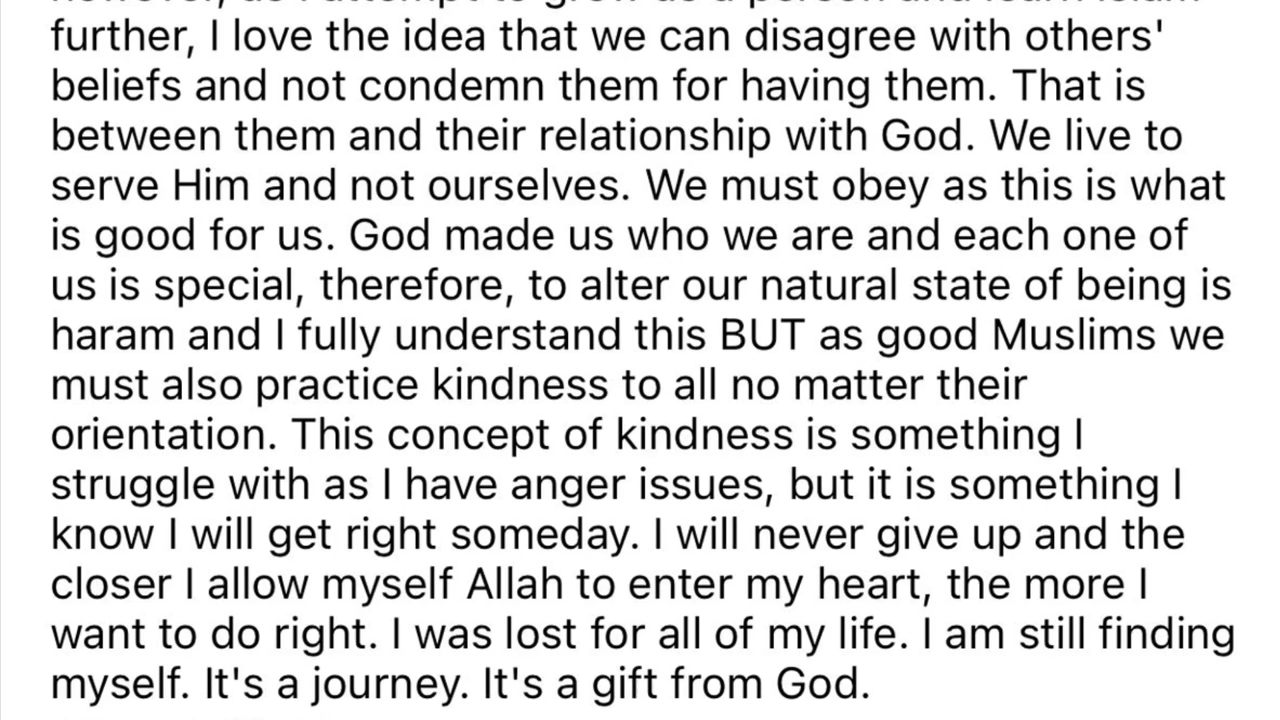 further, I love the idea that we can disagree with others'
beliefs and not condemn them for having them. That is
between them and their relationship with God. We live to
serve Him and not ourselves. We must obey as this is what
is good for us. God made us who we are and each one of
us is special, therefore, to alter our natural state of being is
haram and I fully understand this BUT as good Muslims we
must also practice kindness to all no matter their
orientation. This concept of kindness is something I
struggle with as I have anger issues, but it is something I
know I will get right someday. I will never give up and the
closer I allow myself Allah to enter my heart, the more I
want to do right. I was lost for all of my life. I am still finding
myself. It's a journey. It's a gift from God.